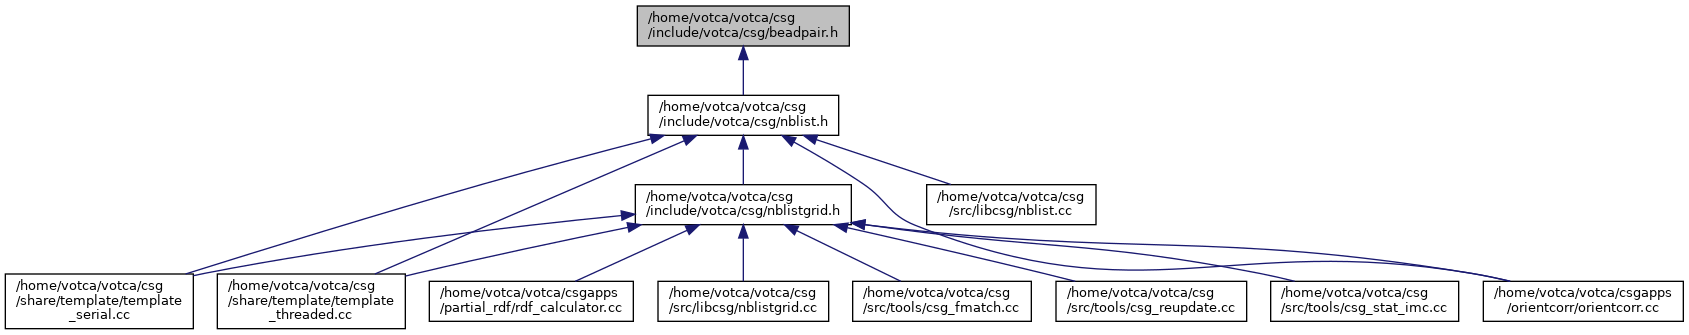 /home/votca/votca/csg
/include/votca/csg/beadpair.h
/home/votca/votca/csg
/include/votca/csg/nblist.h
/home/votca/votca/csg
/include/votca/csg/nblistgrid.h
/home/votca/votca/csg
/src/libcsg/nblist.cc
/home/votca/votca/csg
/share/template/template
_serial.cc
/home/votca/votca/csg
/share/template/template
_threaded.cc
/home/votca/votca/csgapps
/partial_rdf/rdf_calculator.cc
/home/votca/votca/csg
/src/libcsg/nblistgrid.cc
/home/votca/votca/csg
/src/tools/csg_fmatch.cc
/home/votca/votca/csg
/src/tools/csg_reupdate.cc
/home/votca/votca/csg
/src/tools/csg_stat_imc.cc
/home/votca/votca/csgapps
/orientcorr/orientcorr.cc